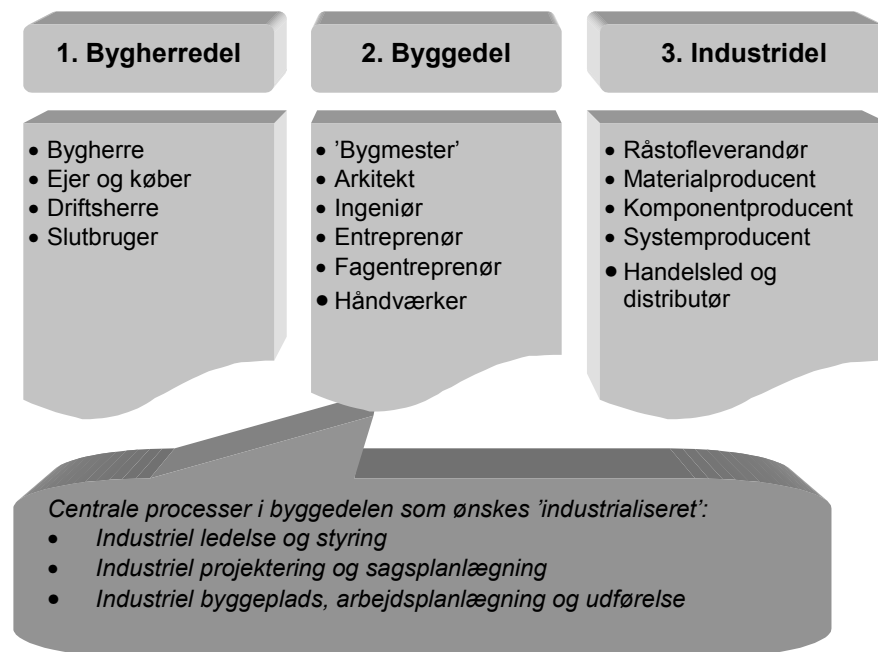 1. Bygherredel
• Bygherre
• Ejer og køber
• Driftsherre
• Slutbruger
2. Byggedel
• ’Bygmester’
• Arkitekt
• Ingeniør
• Entreprenør
• Fagentreprenør
• Håndværker
3. Industridel
• Råstofleverandør
• Materialproducent
• Komponentproducent
• Systemproducent
• Handelsled og
distributør
Centrale processer i byggedelen som ønskes ’industrialiseret’:
• Industriel ledelse og styring
• Industriel projektering og sagsplanlægning
• Industriel byggeplads, arbejdsplanlægning og udførelse